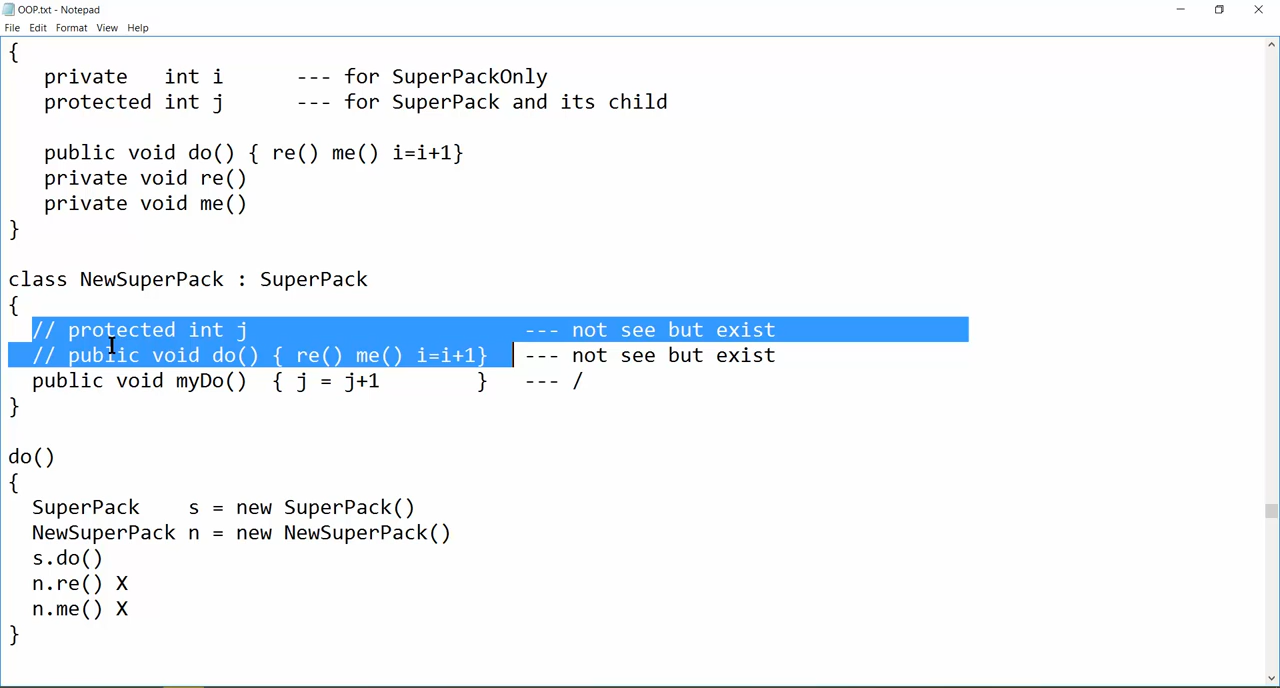 OOP.txt - Notepad
File Edit Format View Help
{
   private   int i      --- for SuperPackOnly
   protected int j      --- for SuperPack and its child

   public void do() { re() me() i=i+1}
   private void re()
   private void me()
}

class NewSuperPack : SuperPack
{
  // protected int j                       --- not see but exist
  // public void do() { re() me() i=i+1}   --- not see but exist
  public void myDo()  { j = j+1        }   --- /
}

do()
{
  SuperPack    s = new SuperPack()
  NewSuperPack n = new NewSuperPack()
  s.do()
  n.re() X
  n.me() X
}